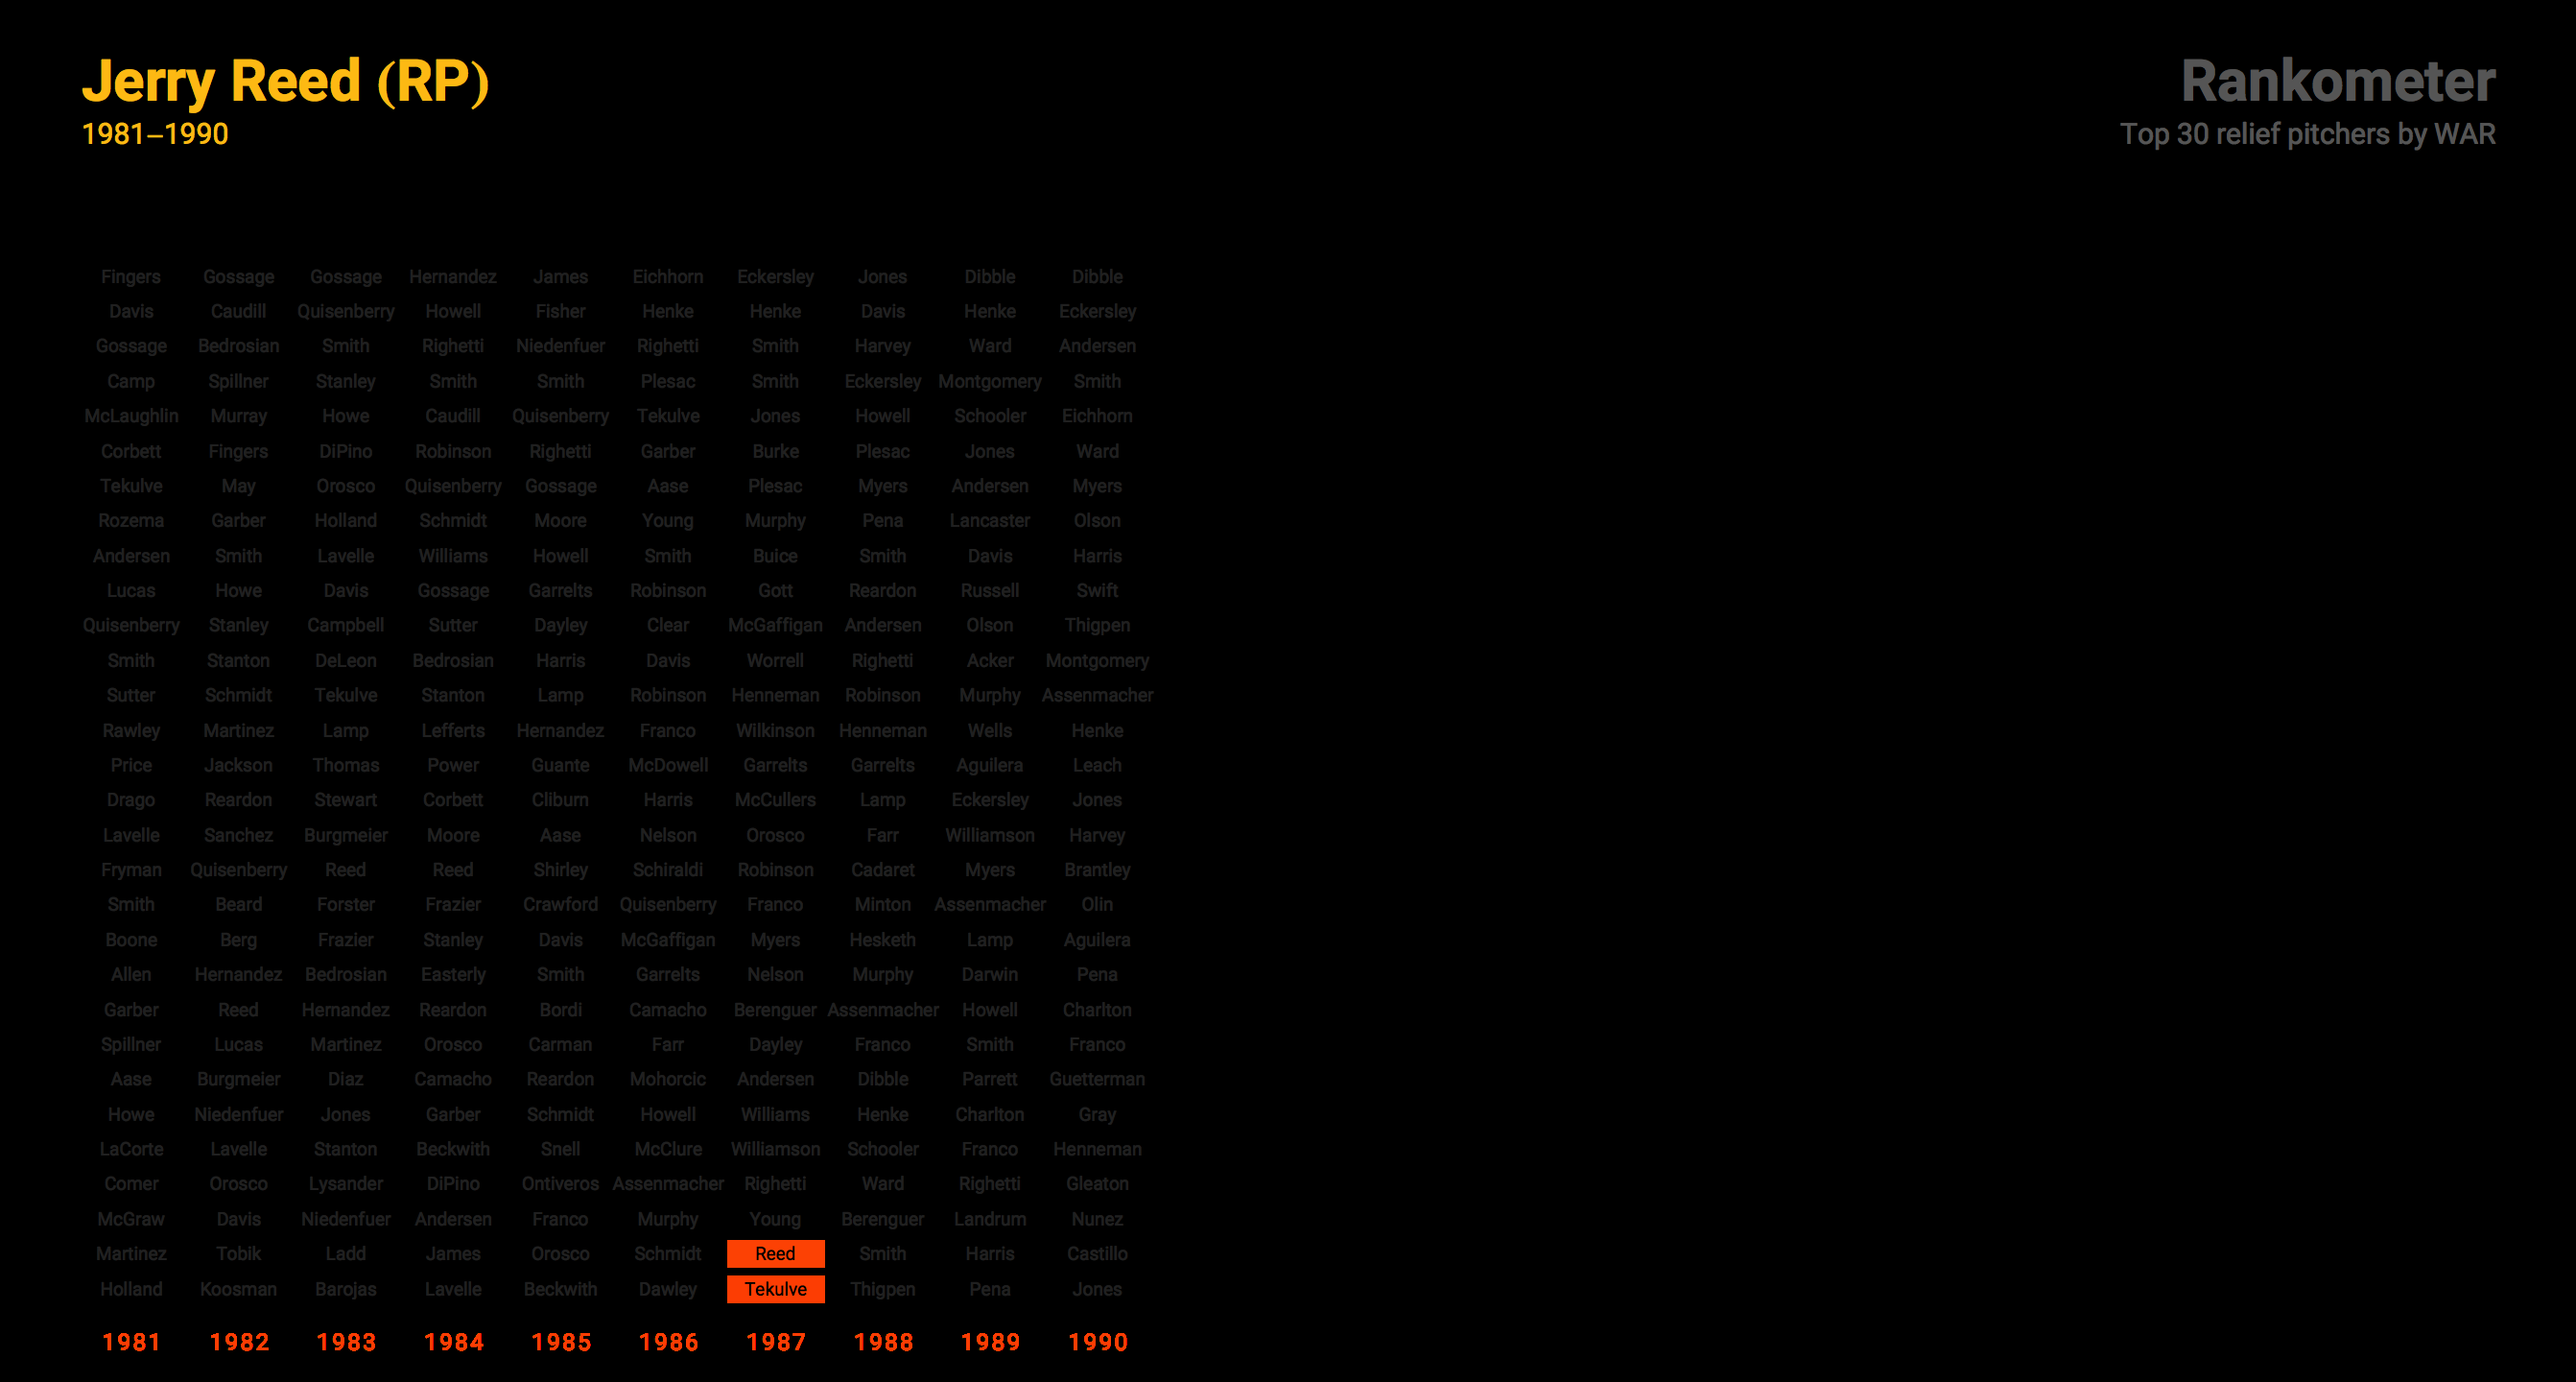 Jerry Reed (RP)
1981–1990
Rankometer
Top 30 relief pitchers by WAR
Fingers Gossage Gossage Hernandez James Eichhorn Eckersley Jones Dibble Dibble
Davis Caudill Quisenberry Howell Fisher Henke Henke Davis Henke Eckersley
Gossage Bedrosian Smith Righetti Niedenfuer Righetti Smith Harvey Ward Andersen
Camp Spillner Stanley Smith Smith Plesac Smith Eckersley Montgomery Smith
McLaughlin Murray Howe Caudill Quisenberry Tekulve Jones Howell Schooler Eichhorn
Corbett Fingers DiPino Robinson Righetti Garber Burke Plesac Jones Ward
Tekulve May Orosco Quisenberry Gossage Aase Plesac Myers Andersen Myers
Rozema Garber Holland Schmidt Moore Young Murphy Pena Lancaster Olson
Andersen Smith Lavelle Williams Howell Smith Buice Smith Davis Harris
Lucas Howe Davis Gossage Garrelts Robinson Gott Reardon Russell Swift
Quisenberry Stanley Campbell Sutter Dayley Clear McGaffigan Andersen Olson Thigpen
Smith Stanton DeLeon Bedrosian Harris Davis Worrell Righetti Acker Montgomery
Sutter Schmidt Tekulve Stanton Lamp Robinson Henneman Robinson Murphy Assenmacher
Rawley Martinez Lamp Lefferts Hernandez Franco Wilkinson Henneman Wells Henke
Price Jackson Thomas Power Guante McDowell Garrelts Garrelts Aguilera Leach
Drago Reardon Stewart Corbett Cliburn Harris McCullers Lamp Eckersley Jones
Lavelle Sanchez Burgmeier Moore Aase Nelson Orosco Farr Williamson Harvey
Fryman Quisenberry Reed Reed Shirley Schiraldi Robinson Cadaret Myers Brantley
Smith Beard Forster Frazier Crawford Quisenberry Franco Minton Assenmacher Olin
Boone Berg Frazier Stanley Davis McGaffigan Myers Hesketh Lamp Aguilera
Allen Hernandez Bedrosian Easterly Smith Garrelts Nelson Murphy Darwin Pena
Garber Reed Hernandez Reardon Bordi Camacho Berenguer Assenmacher Howell Charlton
Spillner Lucas Martinez Orosco Carman Farr Dayley Franco Smith Franco
Aase Burgmeier Diaz Camacho Reardon Mohorcic Andersen Dibble Parrett Guetterman
Howe Niedenfuer Jones Garber Schmidt Howell Williams Henke Charlton Gray
LaCorte Lavelle Stanton Beckwith Snell McClure Williamson Schooler Franco Henneman
Comer Orosco Lysander DiPino Ontiveros Assenmacher Righetti Ward Righetti Gleaton
McGraw Davis Niedenfuer Andersen Franco Murphy Young Berenguer Landrum Nunez
Martinez Tobik Ladd James Orosco Schmidt Reed Smith Harris Castillo
Holland Koosman Barojas Lavelle Beckwith Dawley Tekulve Thigpen Pena Jones
1981 1982 1983 1984 1985 1986 1987 1988 1989 1990